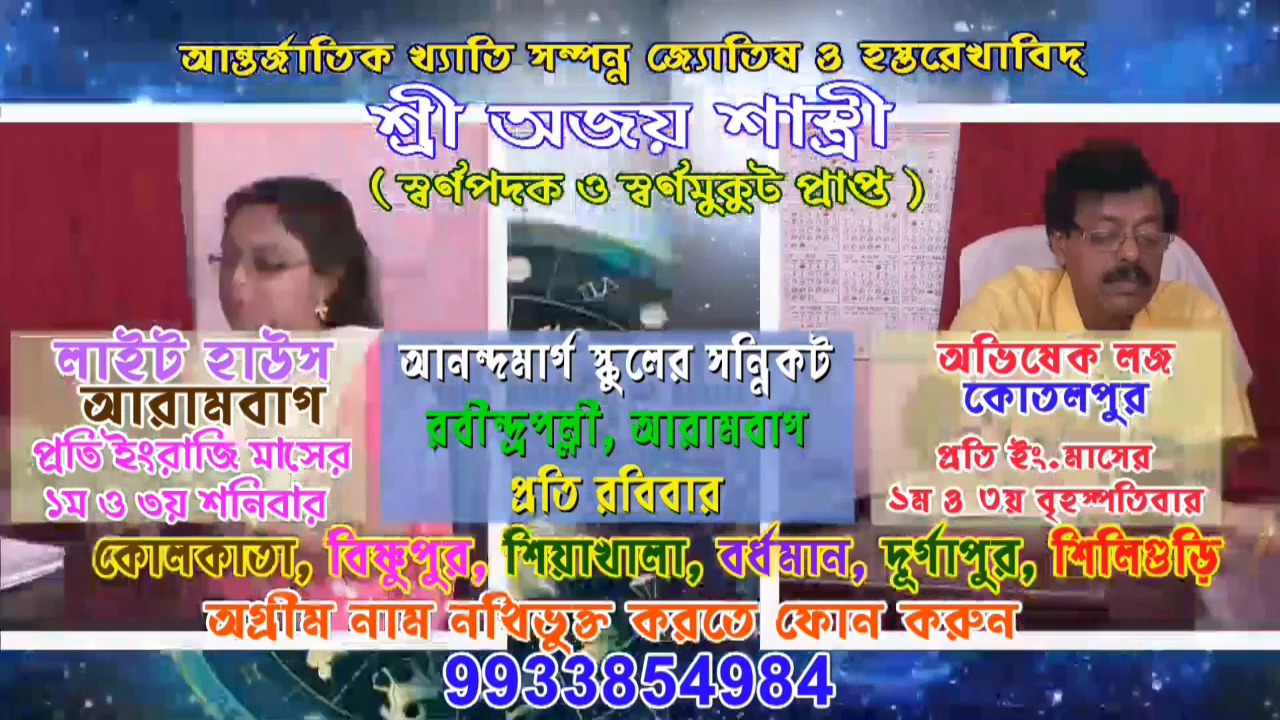 আন্তর্জাতিক খ্যাতি সম্পন্ন জ্যোতিষ ও হস্তরেখাবিদ্
শ্রী অজয় শাস্ত্রী
( স্বর্ণপদক ও স্বর্ণমুকুট প্রাপ্ত )
লাইট হাউস
আরামবাগ
প্রতি ইংরাজি মাসের
১ম ও ৩য় শনিবার
আনন্দমার্গ স্কুলের সন্নিকট
রবীন্দ্রপল্লী, আরামবাগ
প্রতি রবিবার
অভিষেক লজ
কোতলপুর
প্রতি ইং.মাসের
১ম ও ৩য় বৃহস্পতিবার
কোলকাতা, বিষ্ণুপুর, শিয়াখালা, বর্ধমান, দূর্গাপুর, শিলিগুড়ি
অগ্রীম নাম নথিভুক্ত করতে ফোন করুন
9933854984